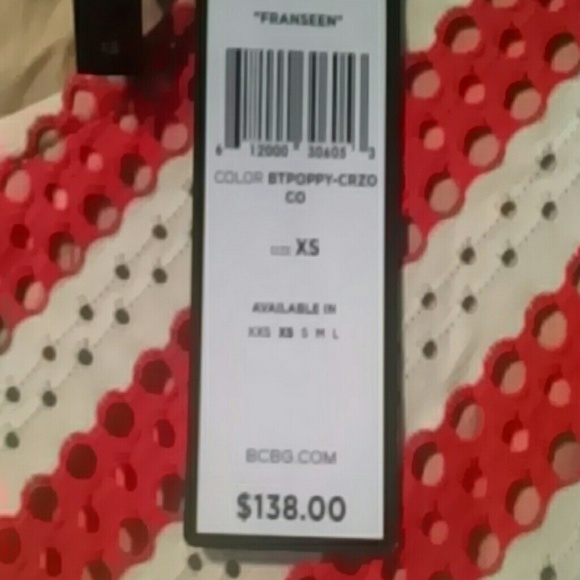 "FRANSEEN"
6 12000 30605 3
COLOR BTPOPPY-CRZO
CO
SIZE XS
AVAILABLE IN
XXS XS S M L
BCBG.COM
$138.00
XS